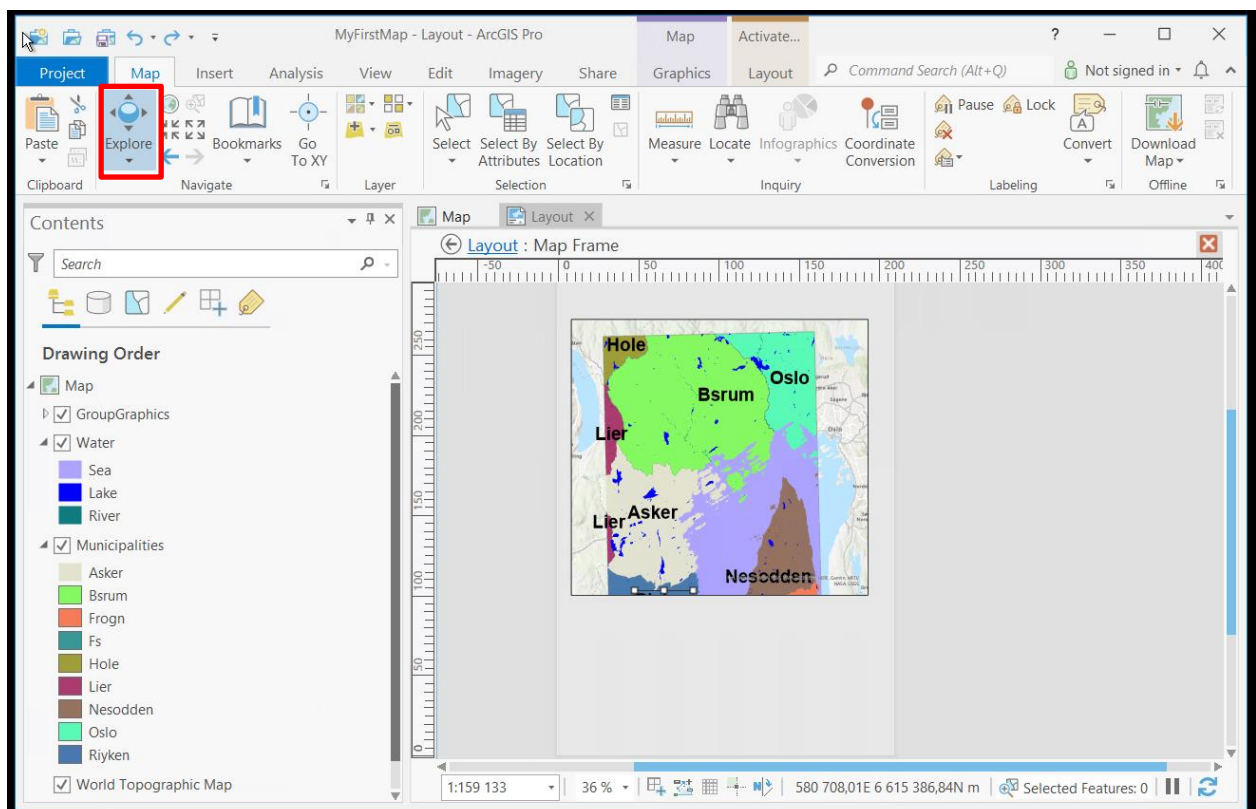 MyFirstMap - Layout - ArcGIS Pro
Map
Activate...
?
Project Map Insert Analysis View Edit Imagery Share Graphics Layout Command Search (Alt+Q) Not signed in
Paste
Explore
Bookmarks
Go To XY
Select
Select By Attributes
Select By Location
Measure
Locate
Infographics
Coordinate Conversion
Pause
Lock
Convert
Download Map
Clipboard Navigate Layer Selection Inquiry Labeling Offline
Contents
Search
Drawing Order
Map
GroupGraphics
Water
Sea
Lake
River
Municipalities
Asker
Bsrum
Frogn
Fs
Hole
Lier
Nesodden
Oslo
Riyken
World Topographic Map
Map Layout
Layout : Map Frame
-50 0 50 100 150 200 250 300 350 400
250
200
150
100
50
0
Hole
Oslo
Bsrum
Lier
Asker
Lier
Nesodden
1:159 133 36 % 580 708,01E 6 615 386,84N m Selected Features: 0